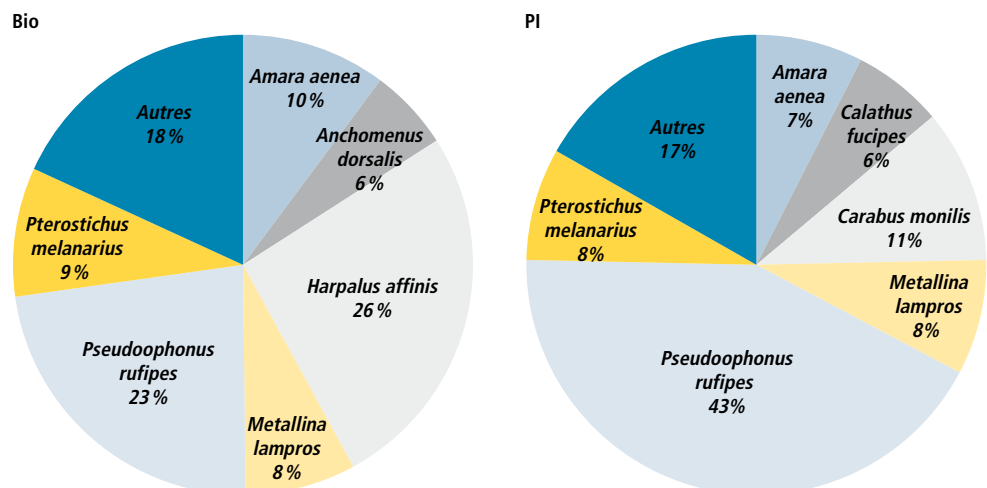 Bio
Amara aenea
10 %
Anchomenus
dorsalis
6 %
Harpalus affinis
26 %
Metallina
lampros
8 %
Pseudoophonus
rufipes
23 %
Pterostichus
melanarius
9 %
Autres
18 %
PI
Amara
aenea
7%
Calathus
fucipes
6%
Carabus monilis
11%
Metallina
lampros
8%
Pseudoophonus
rufipes
43%
Pterostichus
melanarius
8%
Autres
17%